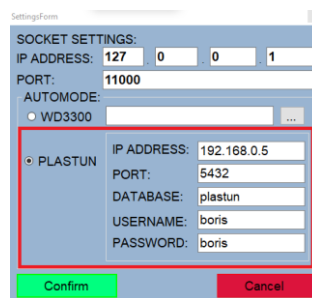 SettingsForm
SOCKET SETTINGS:
IP ADDRESS: 127 . 0 . 0 . 1
PORT: 11000
AUTOMODE:
WD3300 ...
PLASTUN
IP ADDRESS: 192.168.0.5
PORT: 5432
DATABASE: plastun
USERNAME: boris
PASSWORD: boris
Confirm Cancel